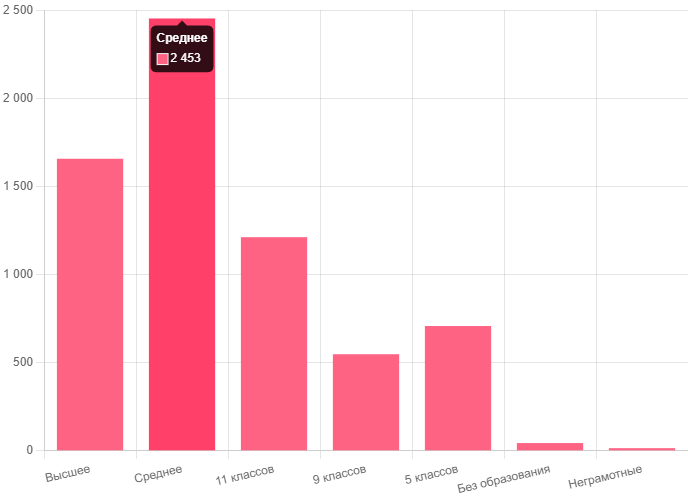 2 500
2 000
1 500
1 000
500
0
Среднее
2 453
Высшее
Среднее
11 классов
9 классов
5 классов
Без образования
Неграмотные